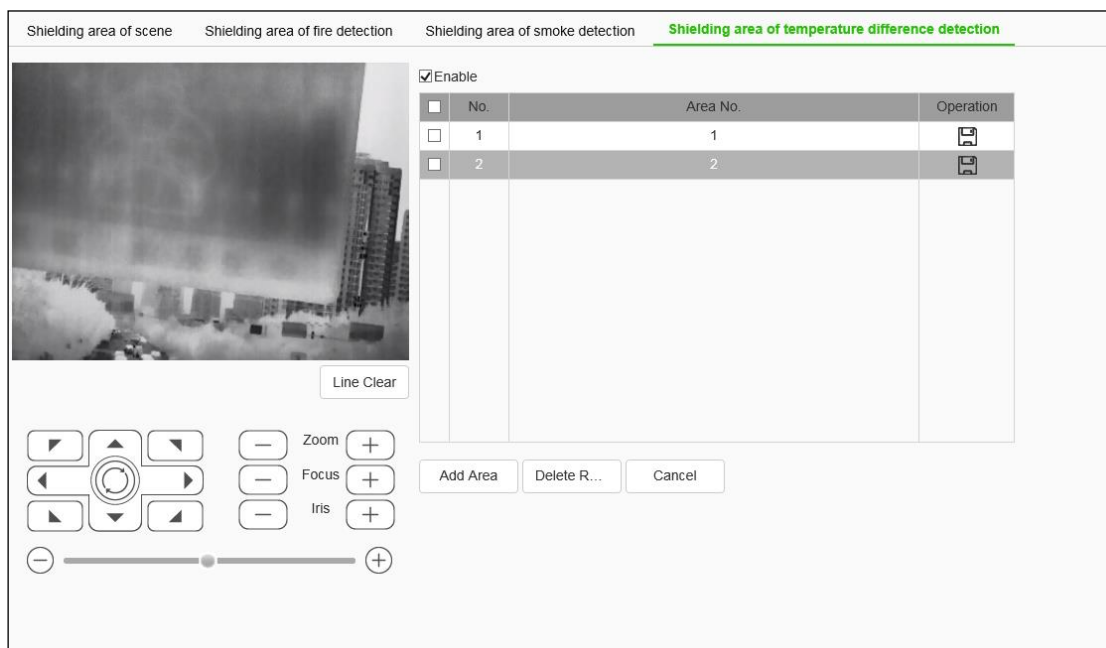 Shielding area of scene Shielding area of fire detection Shielding area of smoke detection Shielding area of temperature difference detection
Enable
No. Area No. Operation
1 1
2 2
Line Clear
Zoom
Focus
Iris
Add Area Delete R... Cancel